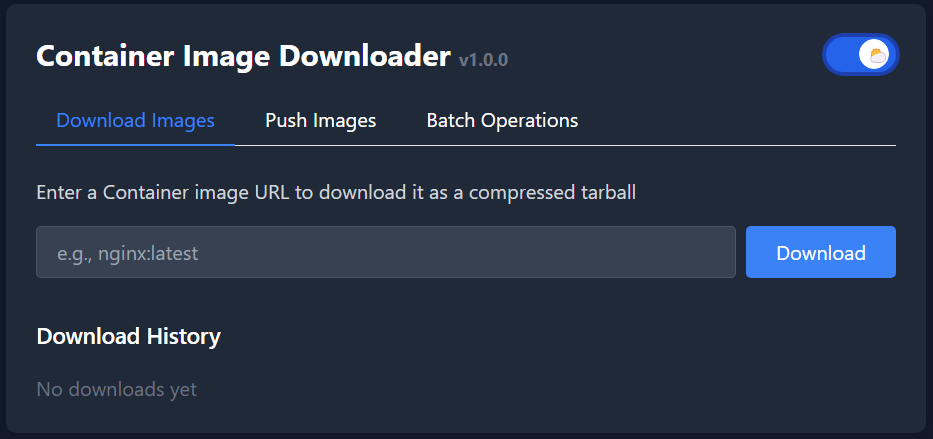 Container Image Downloader v1.0.0
Download Images Push Images Batch Operations
Enter a Container image URL to download it as a compressed tarball
e.g., nginx:latest Download
Download History
No downloads yet